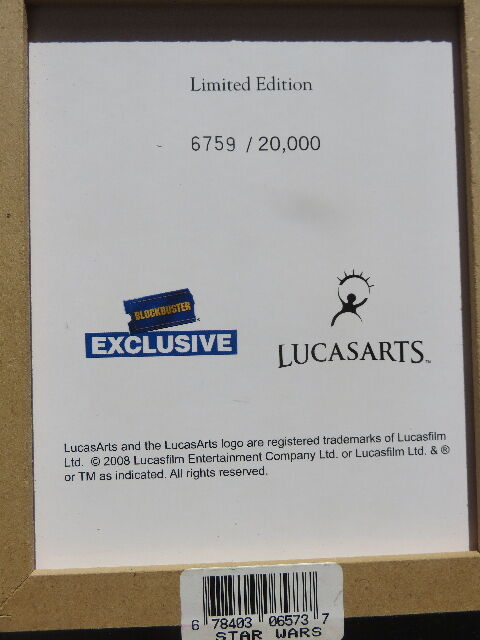 Limited Edition
6759 / 20,000
BLOCKBUSTER
EXCLUSIVE
LUCASARTS™
LucasArts and the LucasArts logo are registered trademarks of Lucasfilm
Ltd. © 2008 Lucasfilm Entertainment Company Ltd. or Lucasfilm Ltd. & ®
or TM as indicated. All rights reserved.
6 78403 06573 7
STAR WARS